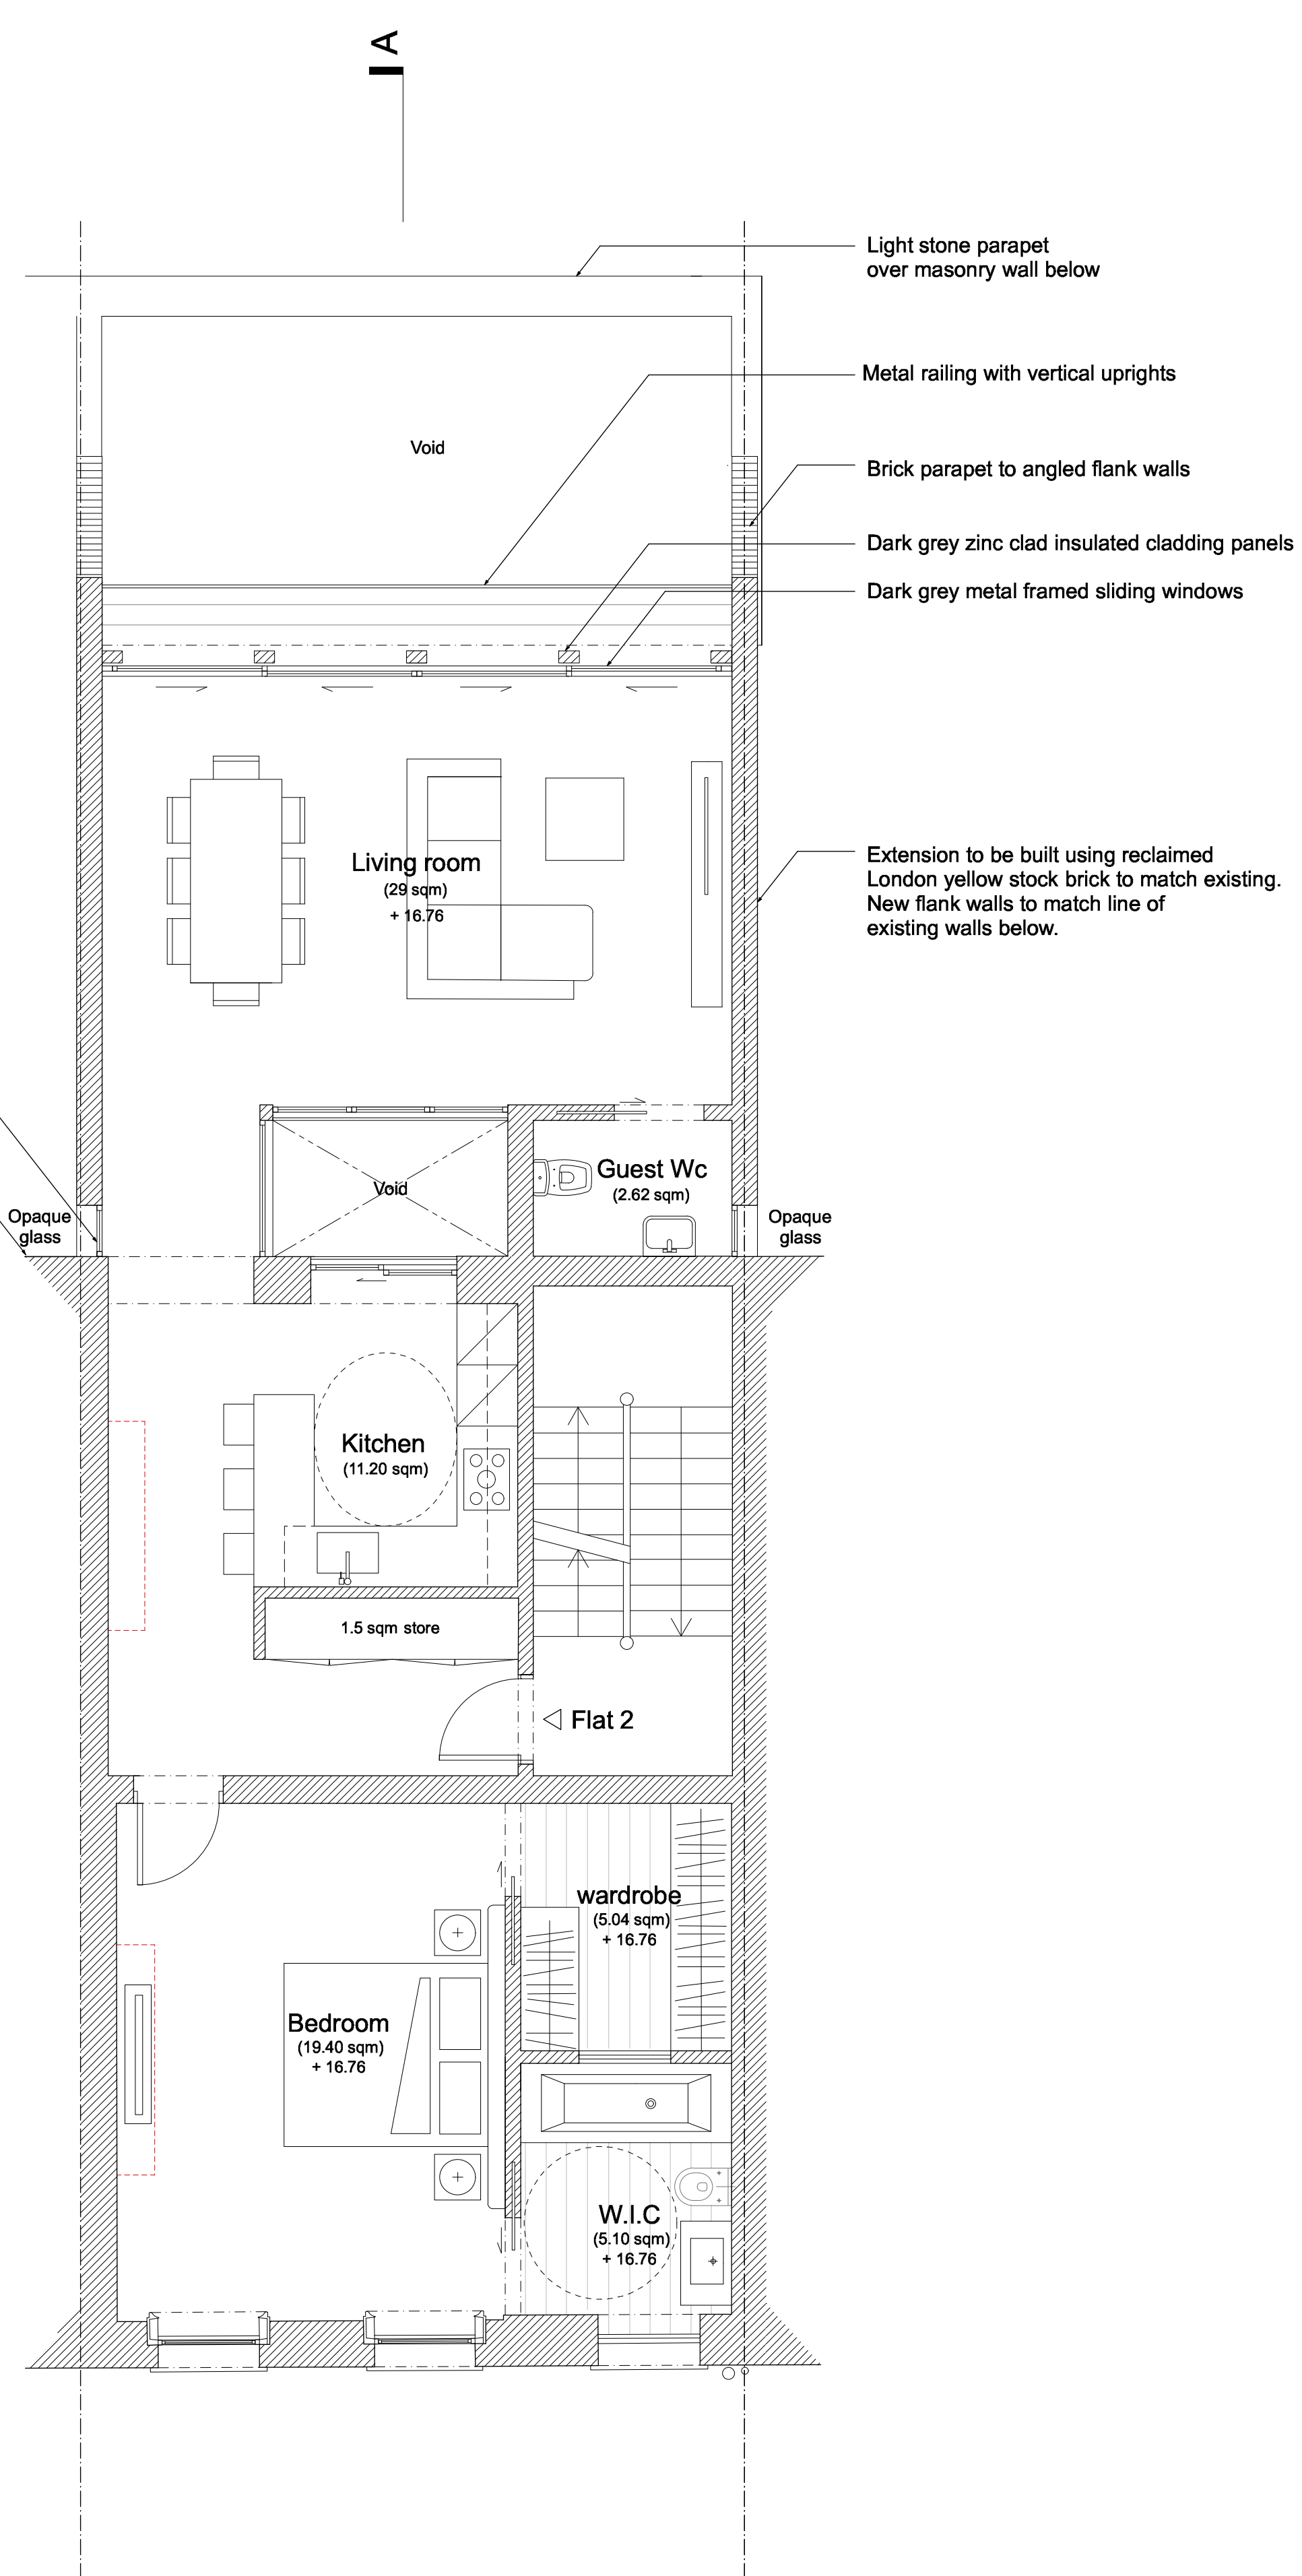 A
Light stone parapet
over masonry wall below
Metal railing with vertical uprights
Void
Brick parapet to angled flank walls
Dark grey zinc clad insulated cladding panels
Dark grey metal framed sliding windows
Living room
(29 sqm)
+ 16.76
Extension to be built using reclaimed
London yellow stock brick to match existing.
New flank walls to match line of
existing walls below.
Void
Guest Wc
(2.62 sqm)
Opaque
glass
Opaque
glass
Kitchen
(11.20 sqm)
1.5 sqm store
Flat 2
wardrobe
(5.04 sqm)
+ 16.76
Bedroom
(19.40 sqm)
+ 16.76
W.I.C
(5.10 sqm)
+ 16.76